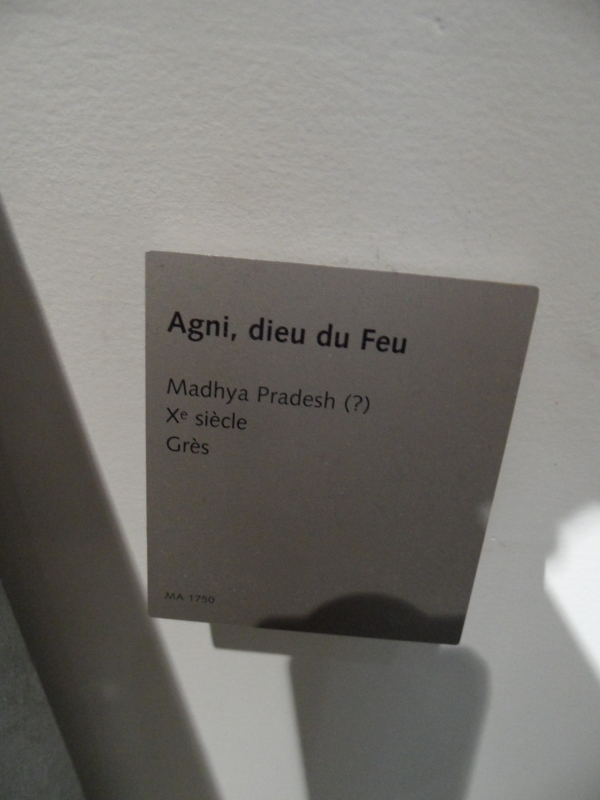 Agni, dieu du Feu
Madhya Pradesh (?)
Xᵉ siècle
Grès
MA 1750